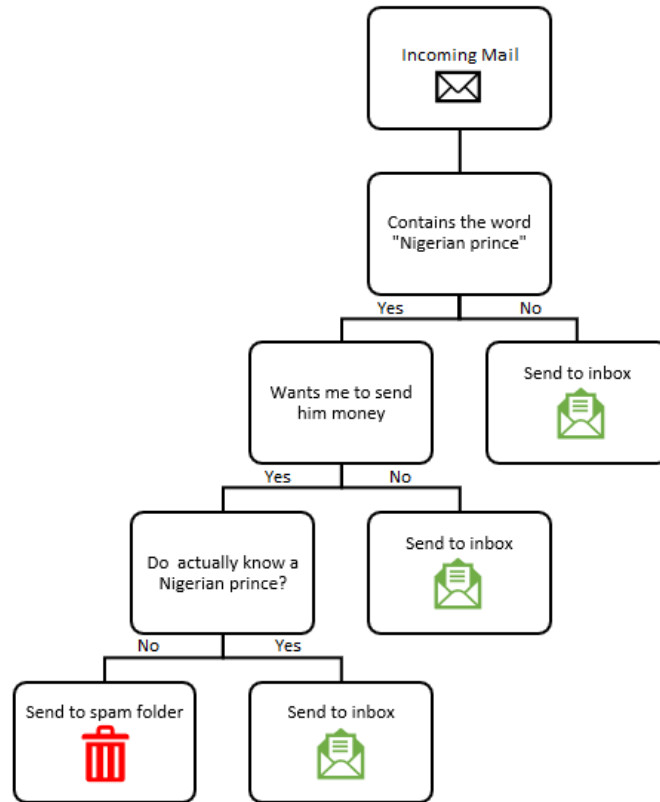 Incoming Mail
Contains the word
"Nigerian prince"
Yes
No
Wants me to send
him money
Send to inbox
Yes
No
Do actually know a
Nigerian prince?
Send to inbox
No
Yes
Send to spam folder
Send to inbox